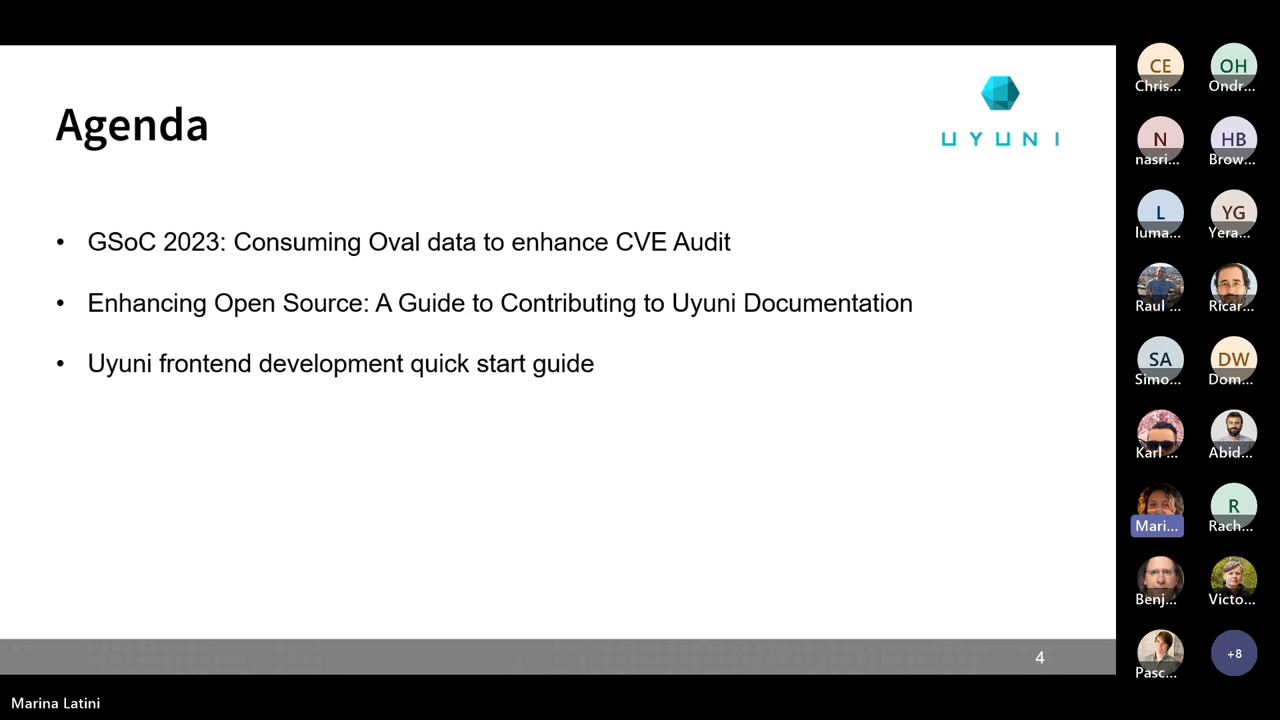 Agenda
UYUNI
• GSoC 2023: Consuming Oval data to enhance CVE Audit
• Enhancing Open Source: A Guide to Contributing to Uyuni Documentation
• Uyuni frontend development quick start guide
4
Marina Latini
CE
Chris...
OH
Ondr...
N
nasri...
HB
Brow...
L
luma...
YG
Yera...
Raul ...
Ricar...
SA
Simo...
DW
Dom...
Karl ...
Abid...
Mari...
R
Rach...
Benj...
Victo...
Pasc...
+8